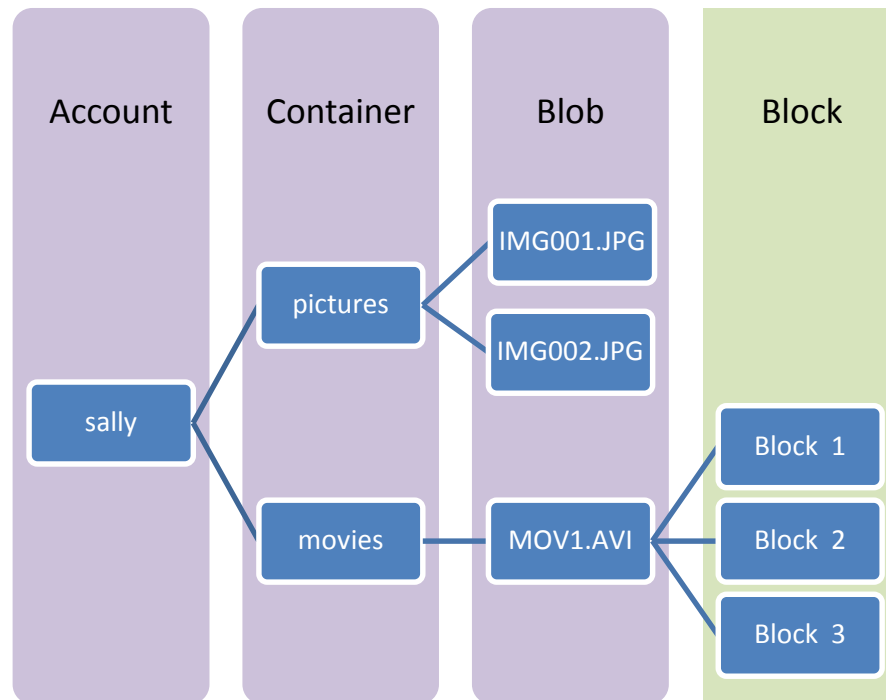 Account
Container
Blob
Block
IMG001.JPG
pictures
IMG002.JPG
sally
Block 1
movies
MOV1.AVI
Block 2
Block 3